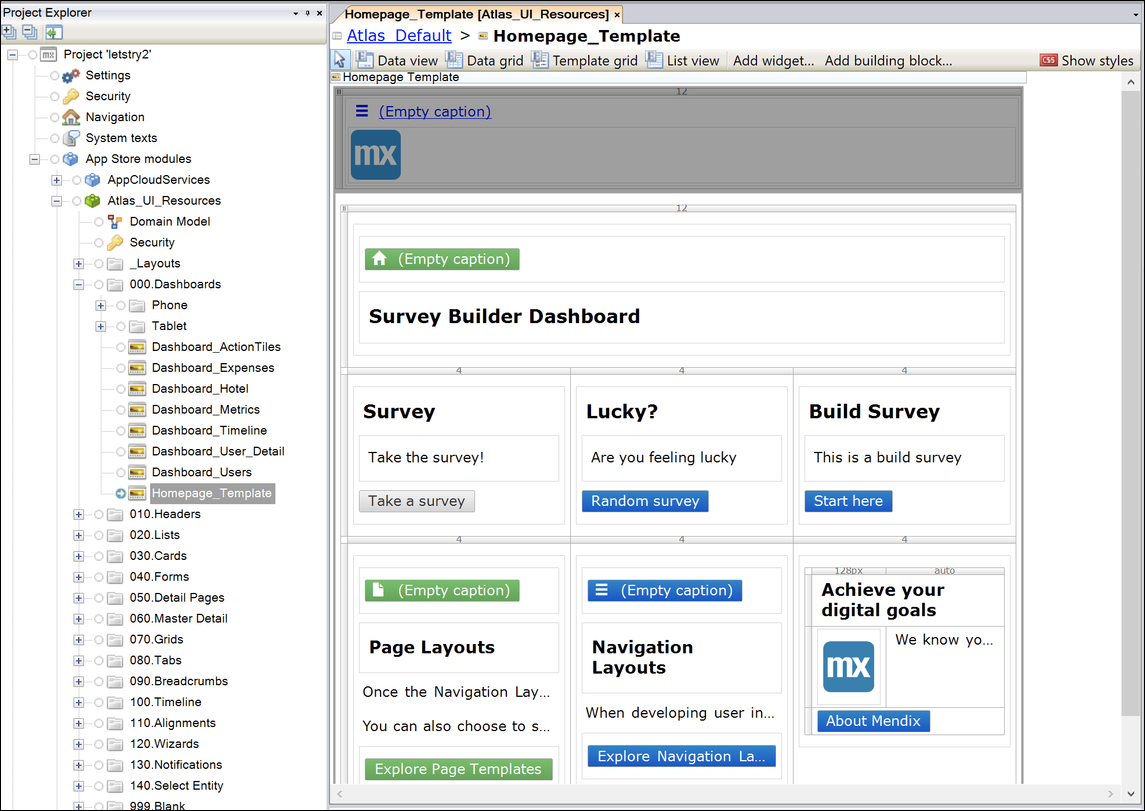 Project Explorer
Project 'letstry2'
Settings
Security
Navigation
System texts
App Store modules
AppCloudServices
Atlas_UI_Resources
Domain Model
Security
_Layouts
000.Dashboards
Phone
Tablet
Dashboard_ActionTiles
Dashboard_Expenses
Dashboard_Hotel
Dashboard_Metrics
Dashboard_Timeline
Dashboard_User_Detail
Dashboard_Users
Homepage_Template
010.Headers
020.Lists
030.Cards
040.Forms
050.Detail Pages
060.Master Detail
070.Grids
080.Tabs
090.Breadcrumbs
100.Timeline
110.Alignments
120.Wizards
130.Notifications
140.Select Entity
999.Blank
Homepage_Template [Atlas_UI_Resources] ×
Atlas_Default > Homepage_Template
Data view Data grid Template grid List view Add widget... Add building block... CSS Show styles
Homepage Template
12
(Empty caption)
mx
12
(Empty caption)
Survey Builder Dashboard
4 4 4
Survey
Take the survey!
Take a survey
Lucky?
Are you feeling lucky
Random survey
Build Survey
This is a build survey
Start here
4 4 4
(Empty caption)
Page Layouts
Once the Navigation Lay...
You can also choose to s...
Explore Page Templates
(Empty caption)
Navigation
Layouts
When developing user in...
Explore Navigation La...
128px auto
Achieve your
digital goals
mx
We know yo...
About Mendix